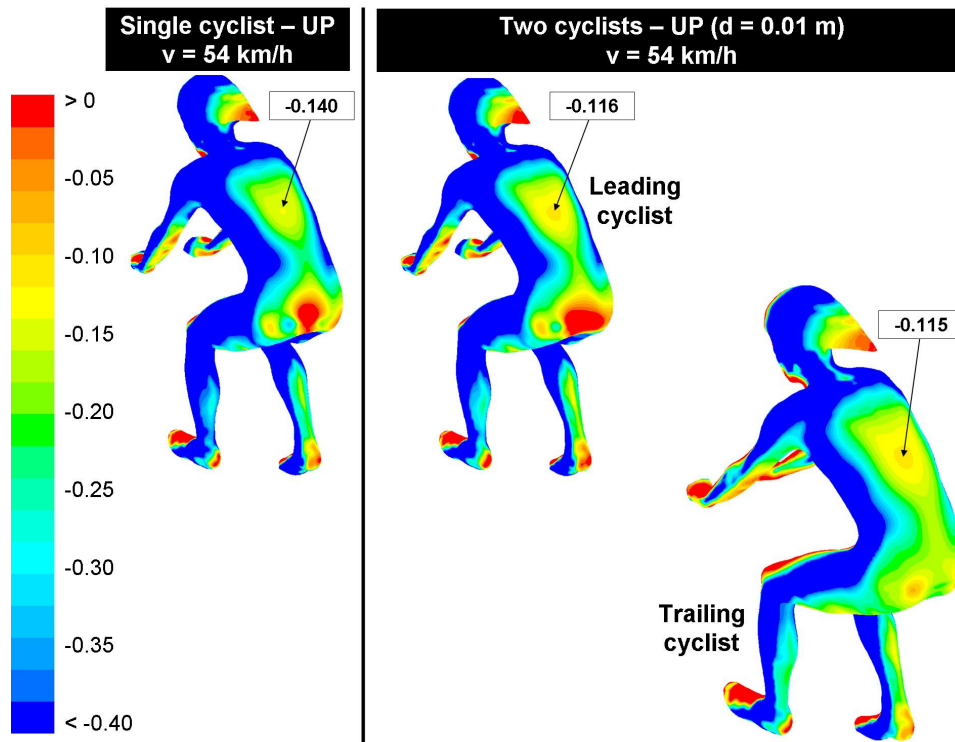 Single cyclist – UP
v = 54 km/h
Two cyclists – UP (d = 0.01 m)
v = 54 km/h
> 0
-0.05
-0.10
-0.15
-0.20
-0.25
-0.30
-0.35
< -0.40
-0.140
-0.116
Leading
cyclist
-0.115
Trailing
cyclist